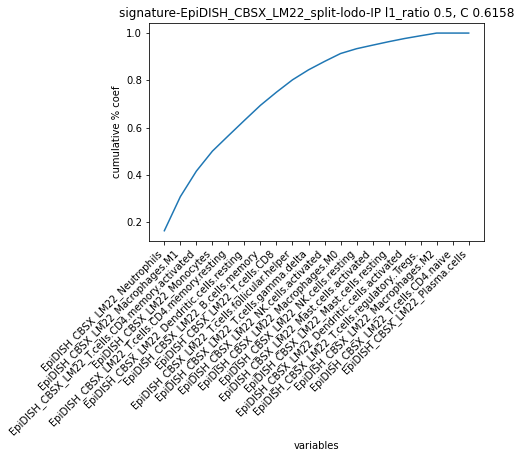 signature-EpiDISH_CBSX_LM22_split-lodo-IP l1_ratio 0.5, C 0.6158
cumulative % coef
1.0
0.8
0.6
0.4
0.2
EpiDISH_CBSX_LM22_Neutrophils
EpiDISH_CBSX_LM22_Macrophages.M1
EpiDISH_CBSX_LM22_T.cells.CD4.memory.activated
EpiDISH_CBSX_LM22_Monocytes
EpiDISH_CBSX_LM22_T.cells.CD4.memory.resting
EpiDISH_CBSX_LM22_Dendritic.cells.resting
EpiDISH_CBSX_LM22_B.cells.memory
EpiDISH_CBSX_LM22_T.cells.CD8
EpiDISH_CBSX_LM22_T.cells.follicular.helper
EpiDISH_CBSX_LM22_T.cells.gamma.delta
EpiDISH_CBSX_LM22_NK.cells.activated
EpiDISH_CBSX_LM22_Macrophages.M0
EpiDISH_CBSX_LM22_NK.cells.resting
EpiDISH_CBSX_LM22_Mast.cells.activated
EpiDISH_CBSX_LM22_Mast.cells.resting
EpiDISH_CBSX_LM22_Dendritic.cells.activated
EpiDISH_CBSX_LM22_T.cells.regulatory..Tregs.
EpiDISH_CBSX_LM22_Macrophages.M2
EpiDISH_CBSX_LM22_T.cells.CD4.naive
EpiDISH_CBSX_LM22_Plasma.cells
variables